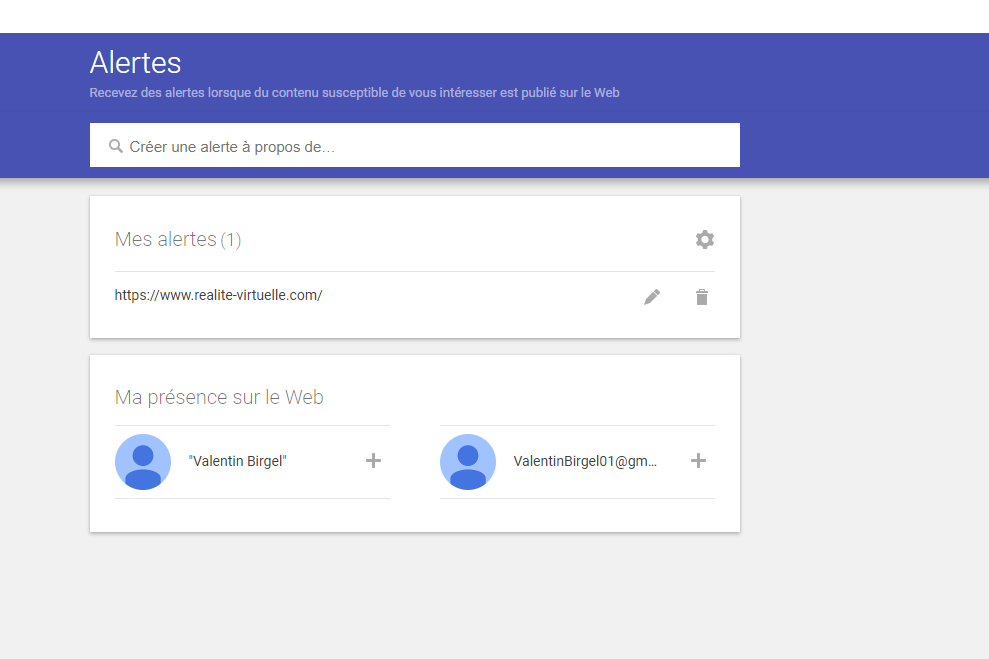 Alertes
Recevez des alertes lorsque du contenu susceptible de vous intéresser est publié sur le Web
Créer une alerte à propos de…
Mes alertes (1)
https://www.realite-virtuelle.com/
Ma présence sur le Web
"Valentin Birgel"
ValentinBirgel01@gm...